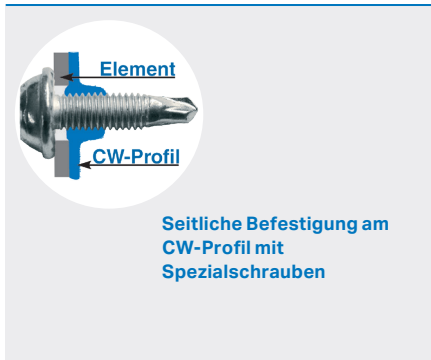 Element
CW-Profil
Seitliche Befestigung am
CW-Profil mit
Spezialschrauben